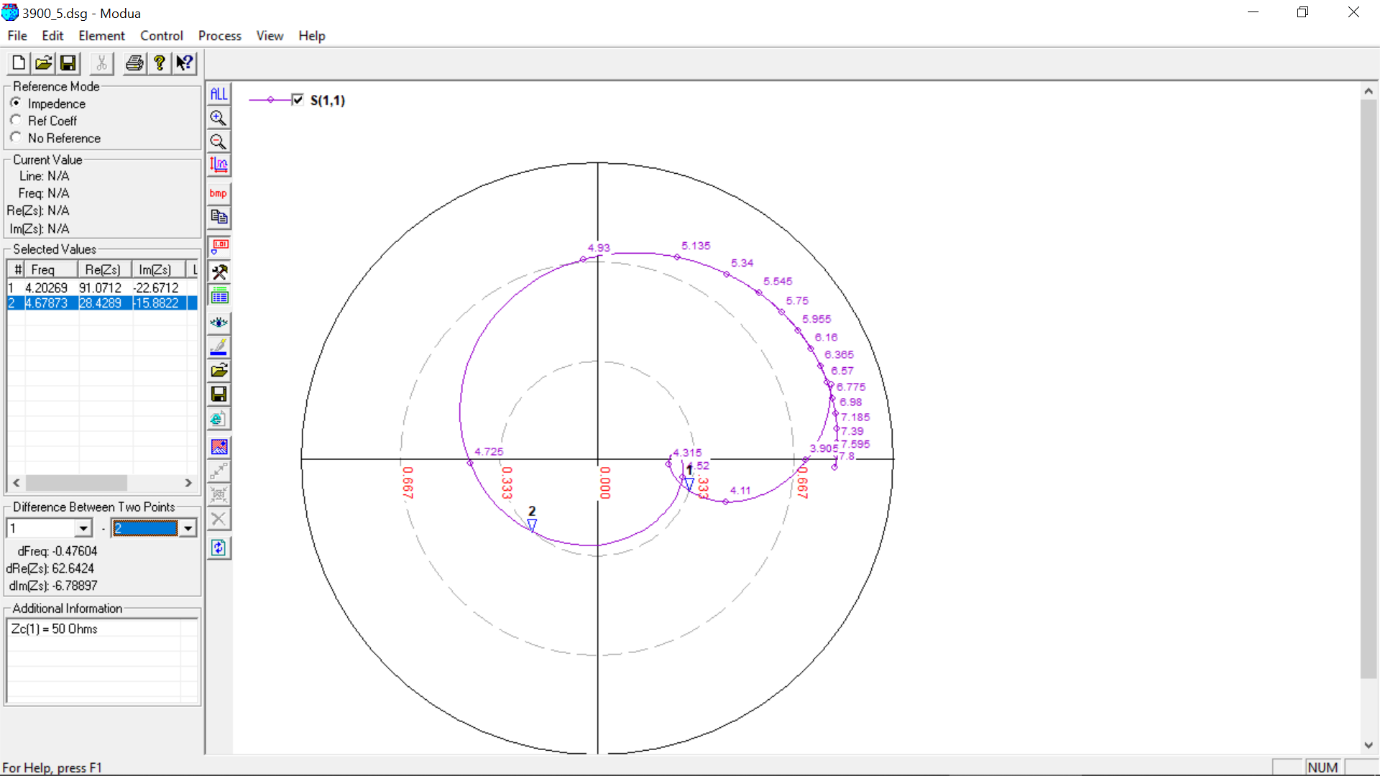 3900_5.dsg - Modua
File Edit Element Control Process View Help
Reference Mode
Impedence
Ref Coeff
No Reference
Current Value
Line: N/A
Freq: N/A
Re(Zs): N/A
Im(Zs): N/A
Selected Values
# Freq Re(Zs) Im(Zs) L
1 4.20269 91.0712 -22.6712
2 4.67873 28.4289 -15.8822
Difference Between Two Points
1 - 2
dFreq: -0.47604
dRe(Zs): 62.6424
dIm(Zs): -6.78897
Additional Information
Zc(1) = 50 Ohms
ALL
bmp
S(1,1)
4.93
5.135
5.34
5.545
5.75
5.955
6.16
6.365
6.57
6.775
6.98
7.185
7.39
7.595
3.905
7.8
4.725
4.315
4.52
1
4.11
2
0.667
0.333
0.000
0.333
0.667
For Help, press F1
NUM